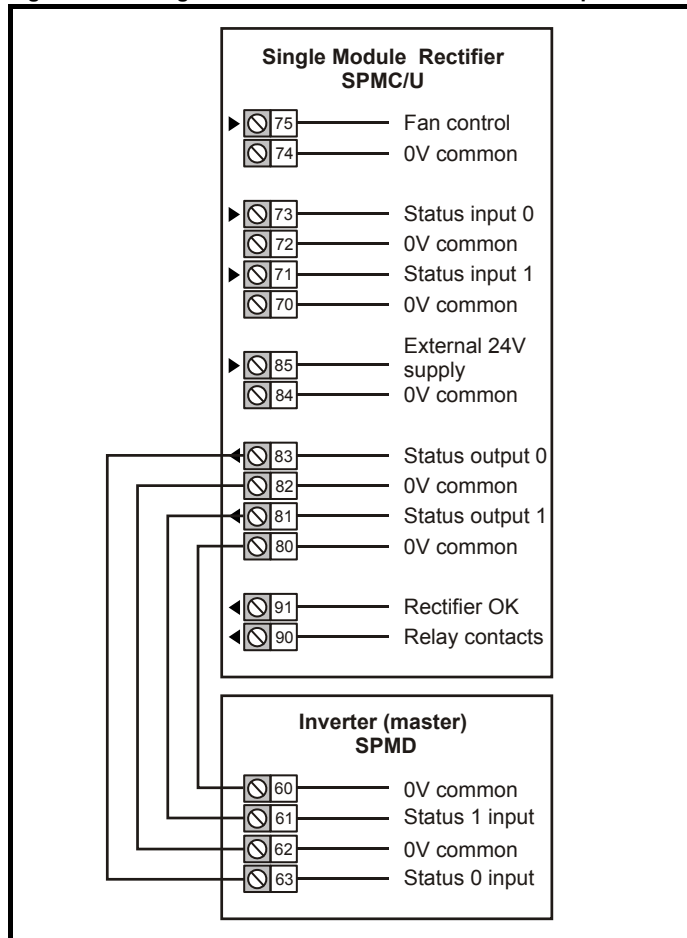 Single Module Rectifier
SPMC/U
75 Fan control
74 0V common
73 Status input 0
72 0V common
71 Status input 1
70 0V common
External 24V
85 supply
84 0V common
83 Status output 0
82 0V common
81 Status output 1
80 0V common
91 Rectifier OK
90 Relay contacts
Inverter (master)
SPMD
60 0V common
61 Status 1 input
62 0V common
63 Status 0 input